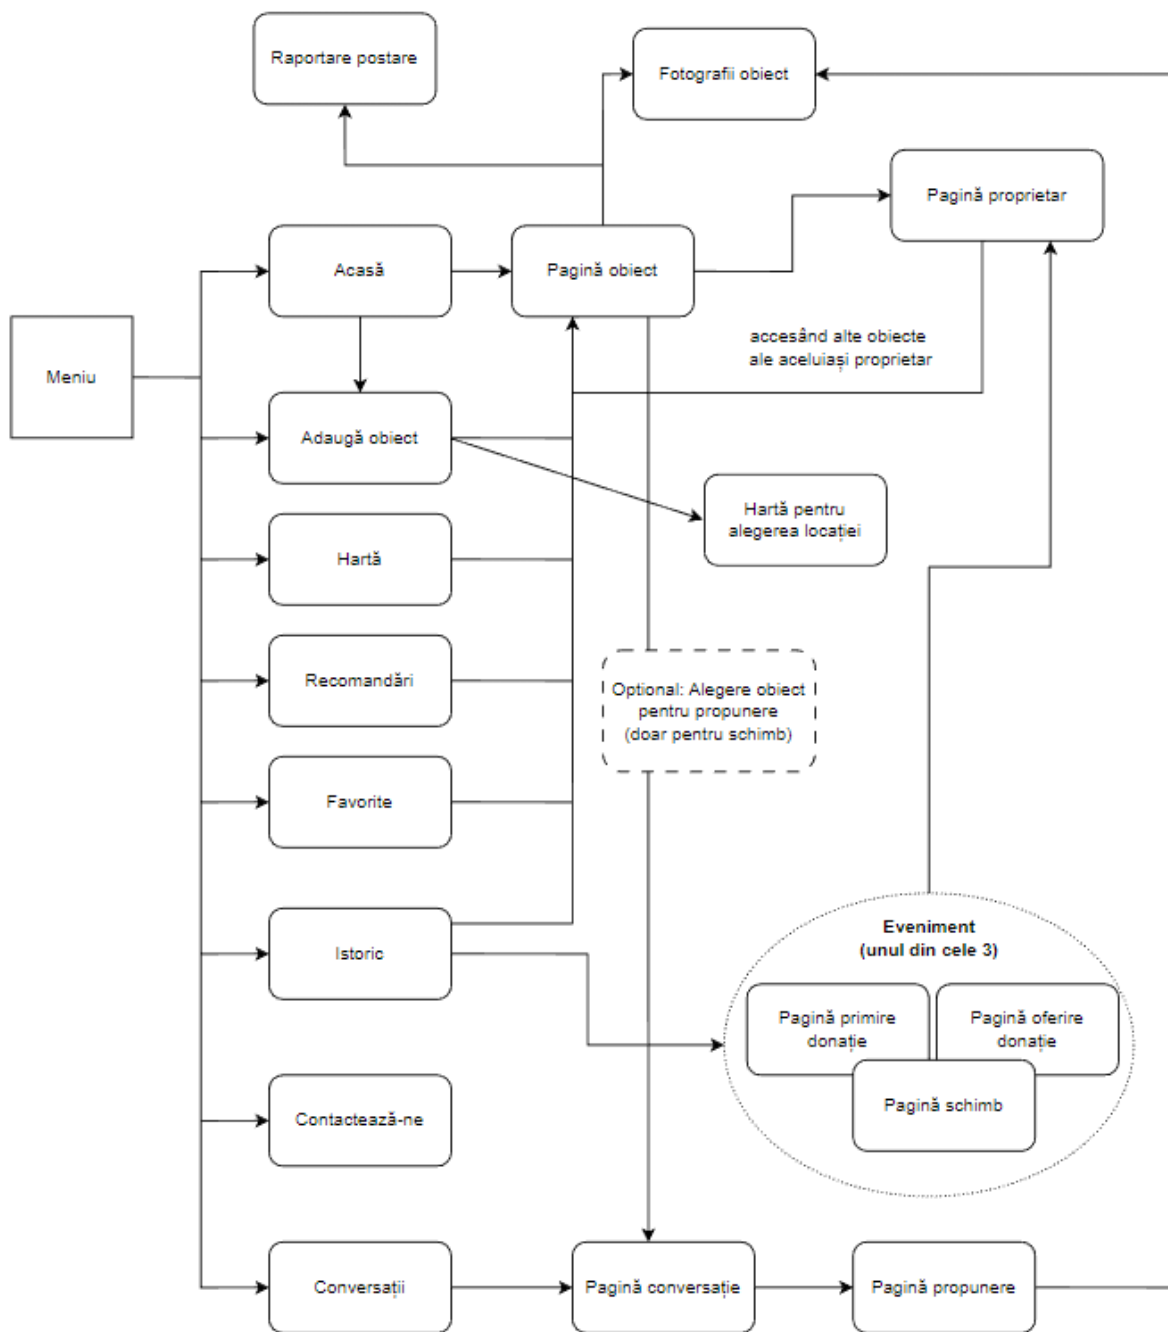 Raportare postare
Fotografii obiect
Pagină proprietar
Acasă
Pagină obiect
Meniu
accesând alte obiecte
ale aceluiași proprietar
Adaugă obiect
Hartă pentru
alegerea locației
Hartă
Recomandări
Optional: Alegere obiect
pentru propunere
(doar pentru schimb)
Favorite
Istoric
Eveniment
(unul din cele 3)
Pagină primire
donație
Pagină oferire
donație
Pagină schimb
Contactează-ne
Conversații
Pagină conversație
Pagină propunere